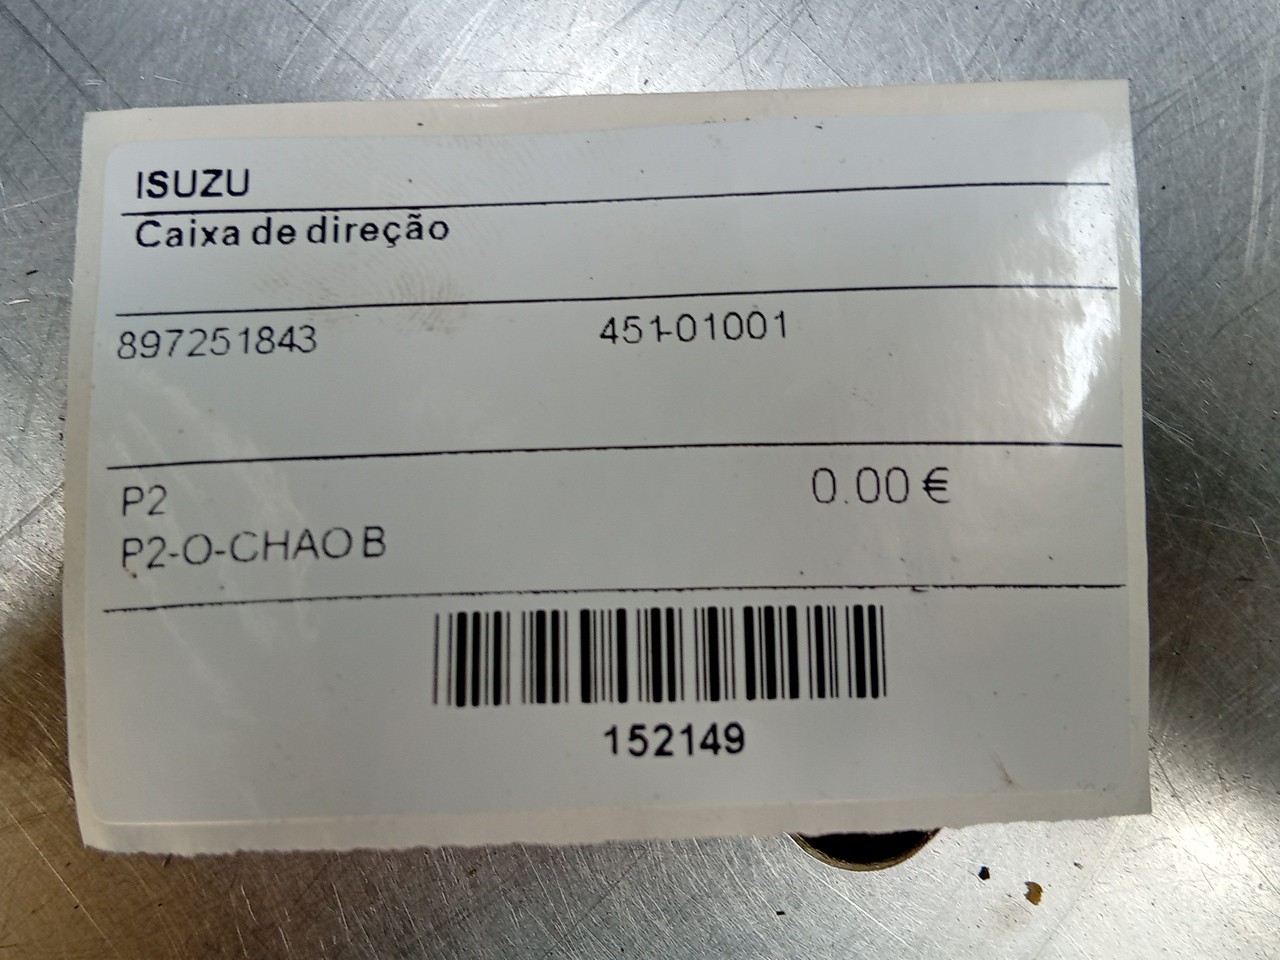 ISUZU
Caixa de direção
897251843 451-01001
P2 0.00 €
P2-O-CHAO B
152149